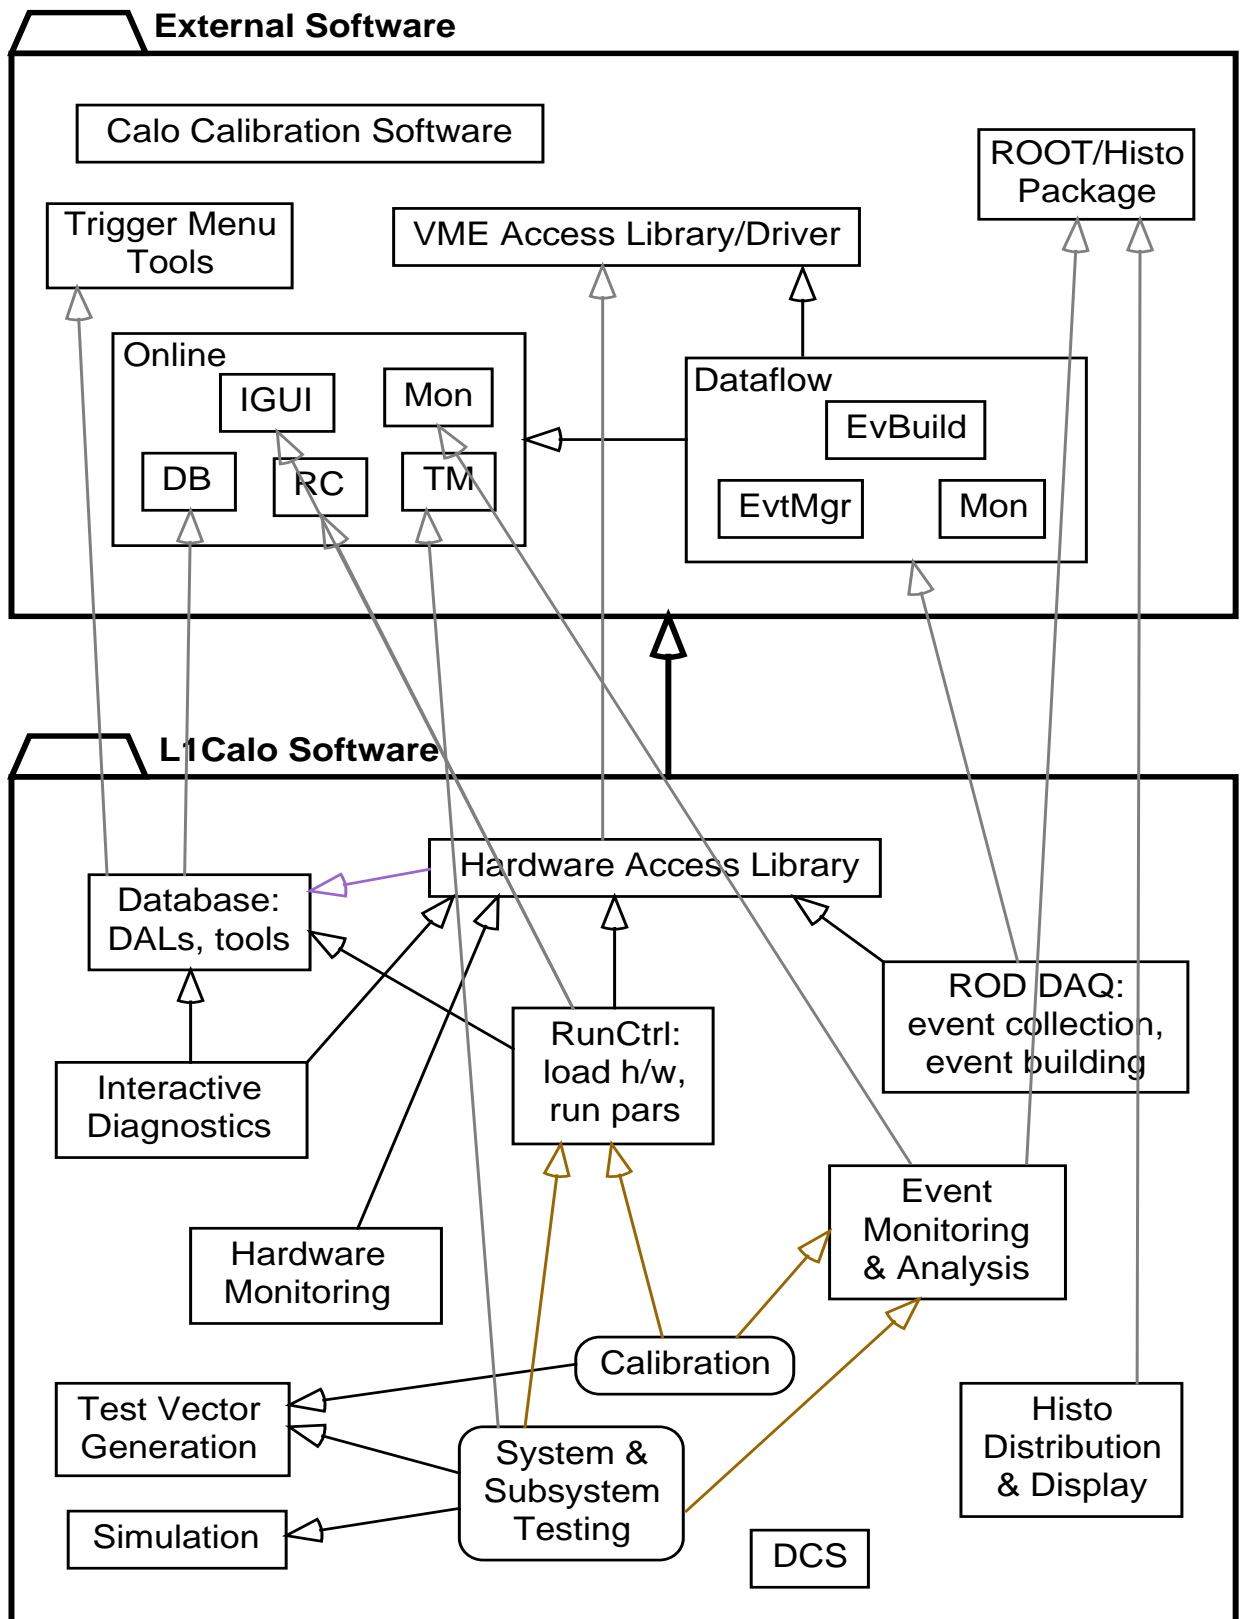 External Software
Calo Calibration Software
ROOT/Histo
Package
Trigger Menu
Tools
VME Access Library/Driver
Online
IGUI
Mon
DB
RC
TM
Dataflow
EvBuild
EvtMgr
Mon
L1Calo Software
Hardware Access Library
Database:
DALs, tools
ROD DAQ:
event collection,
event building
RunCtrl:
load h/w,
run pars
Interactive
Diagnostics
Event
Monitoring
& Analysis
Hardware
Monitoring
Calibration
Test Vector
Generation
Histo
Distribution
& Display
System &
Subsystem
Testing
Simulation
DCS